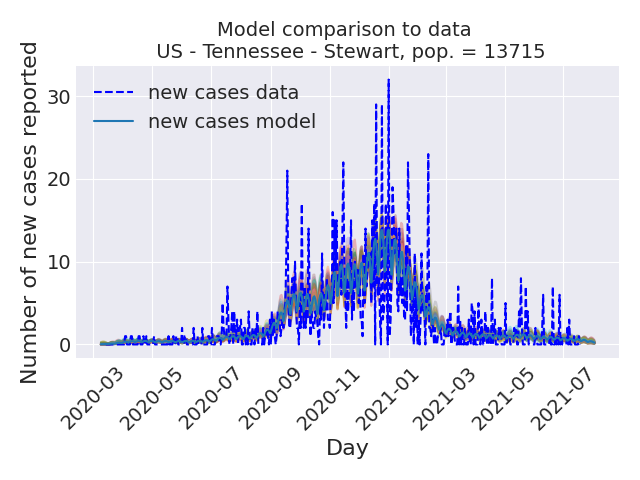 Model comparison to data
US - Tennessee - Stewart, pop. = 13715
Number of new cases reported
30
20
10
0
new cases data
new cases model
2020-03
2020-05
2020-07
2020-09
2020-11
2021-01
2021-03
2021-05
2021-07
Day